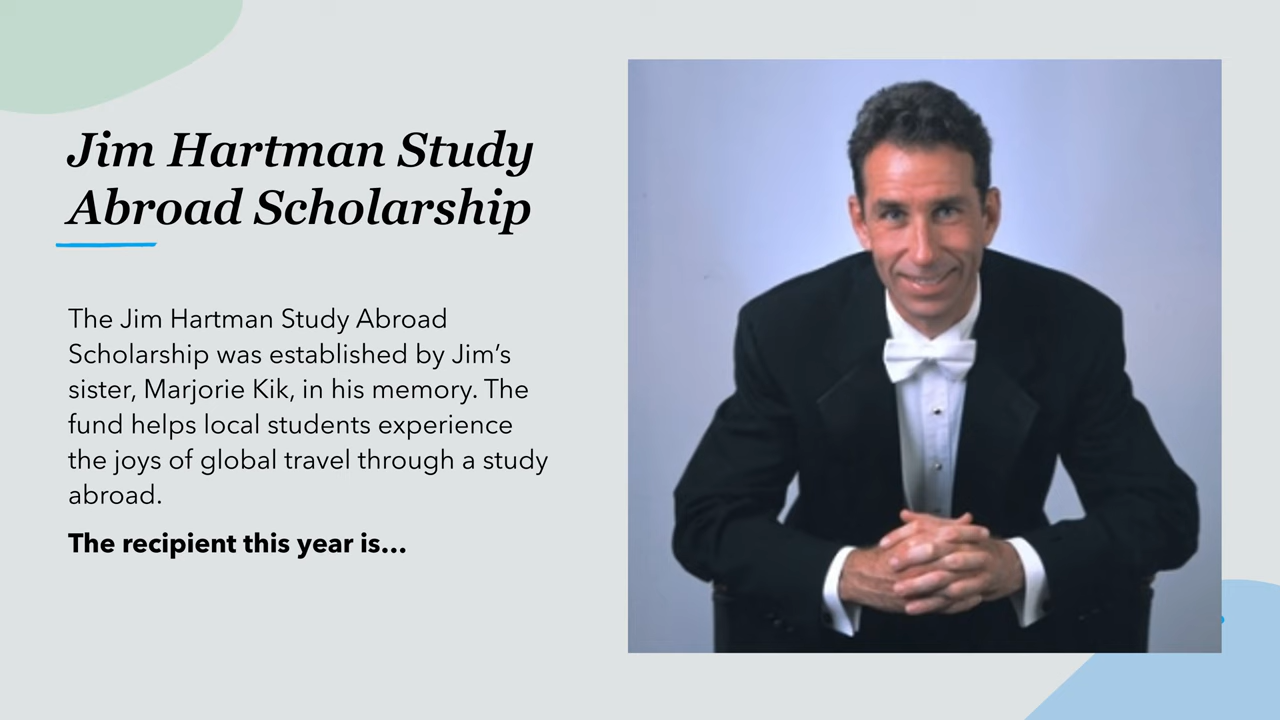 Jim Hartman Study
Abroad Scholarship
The Jim Hartman Study Abroad
Scholarship was established by Jim’s
sister, Marjorie Kik, in his memory. The
fund helps local students experience
the joys of global travel through a study
abroad.
The recipient this year is...